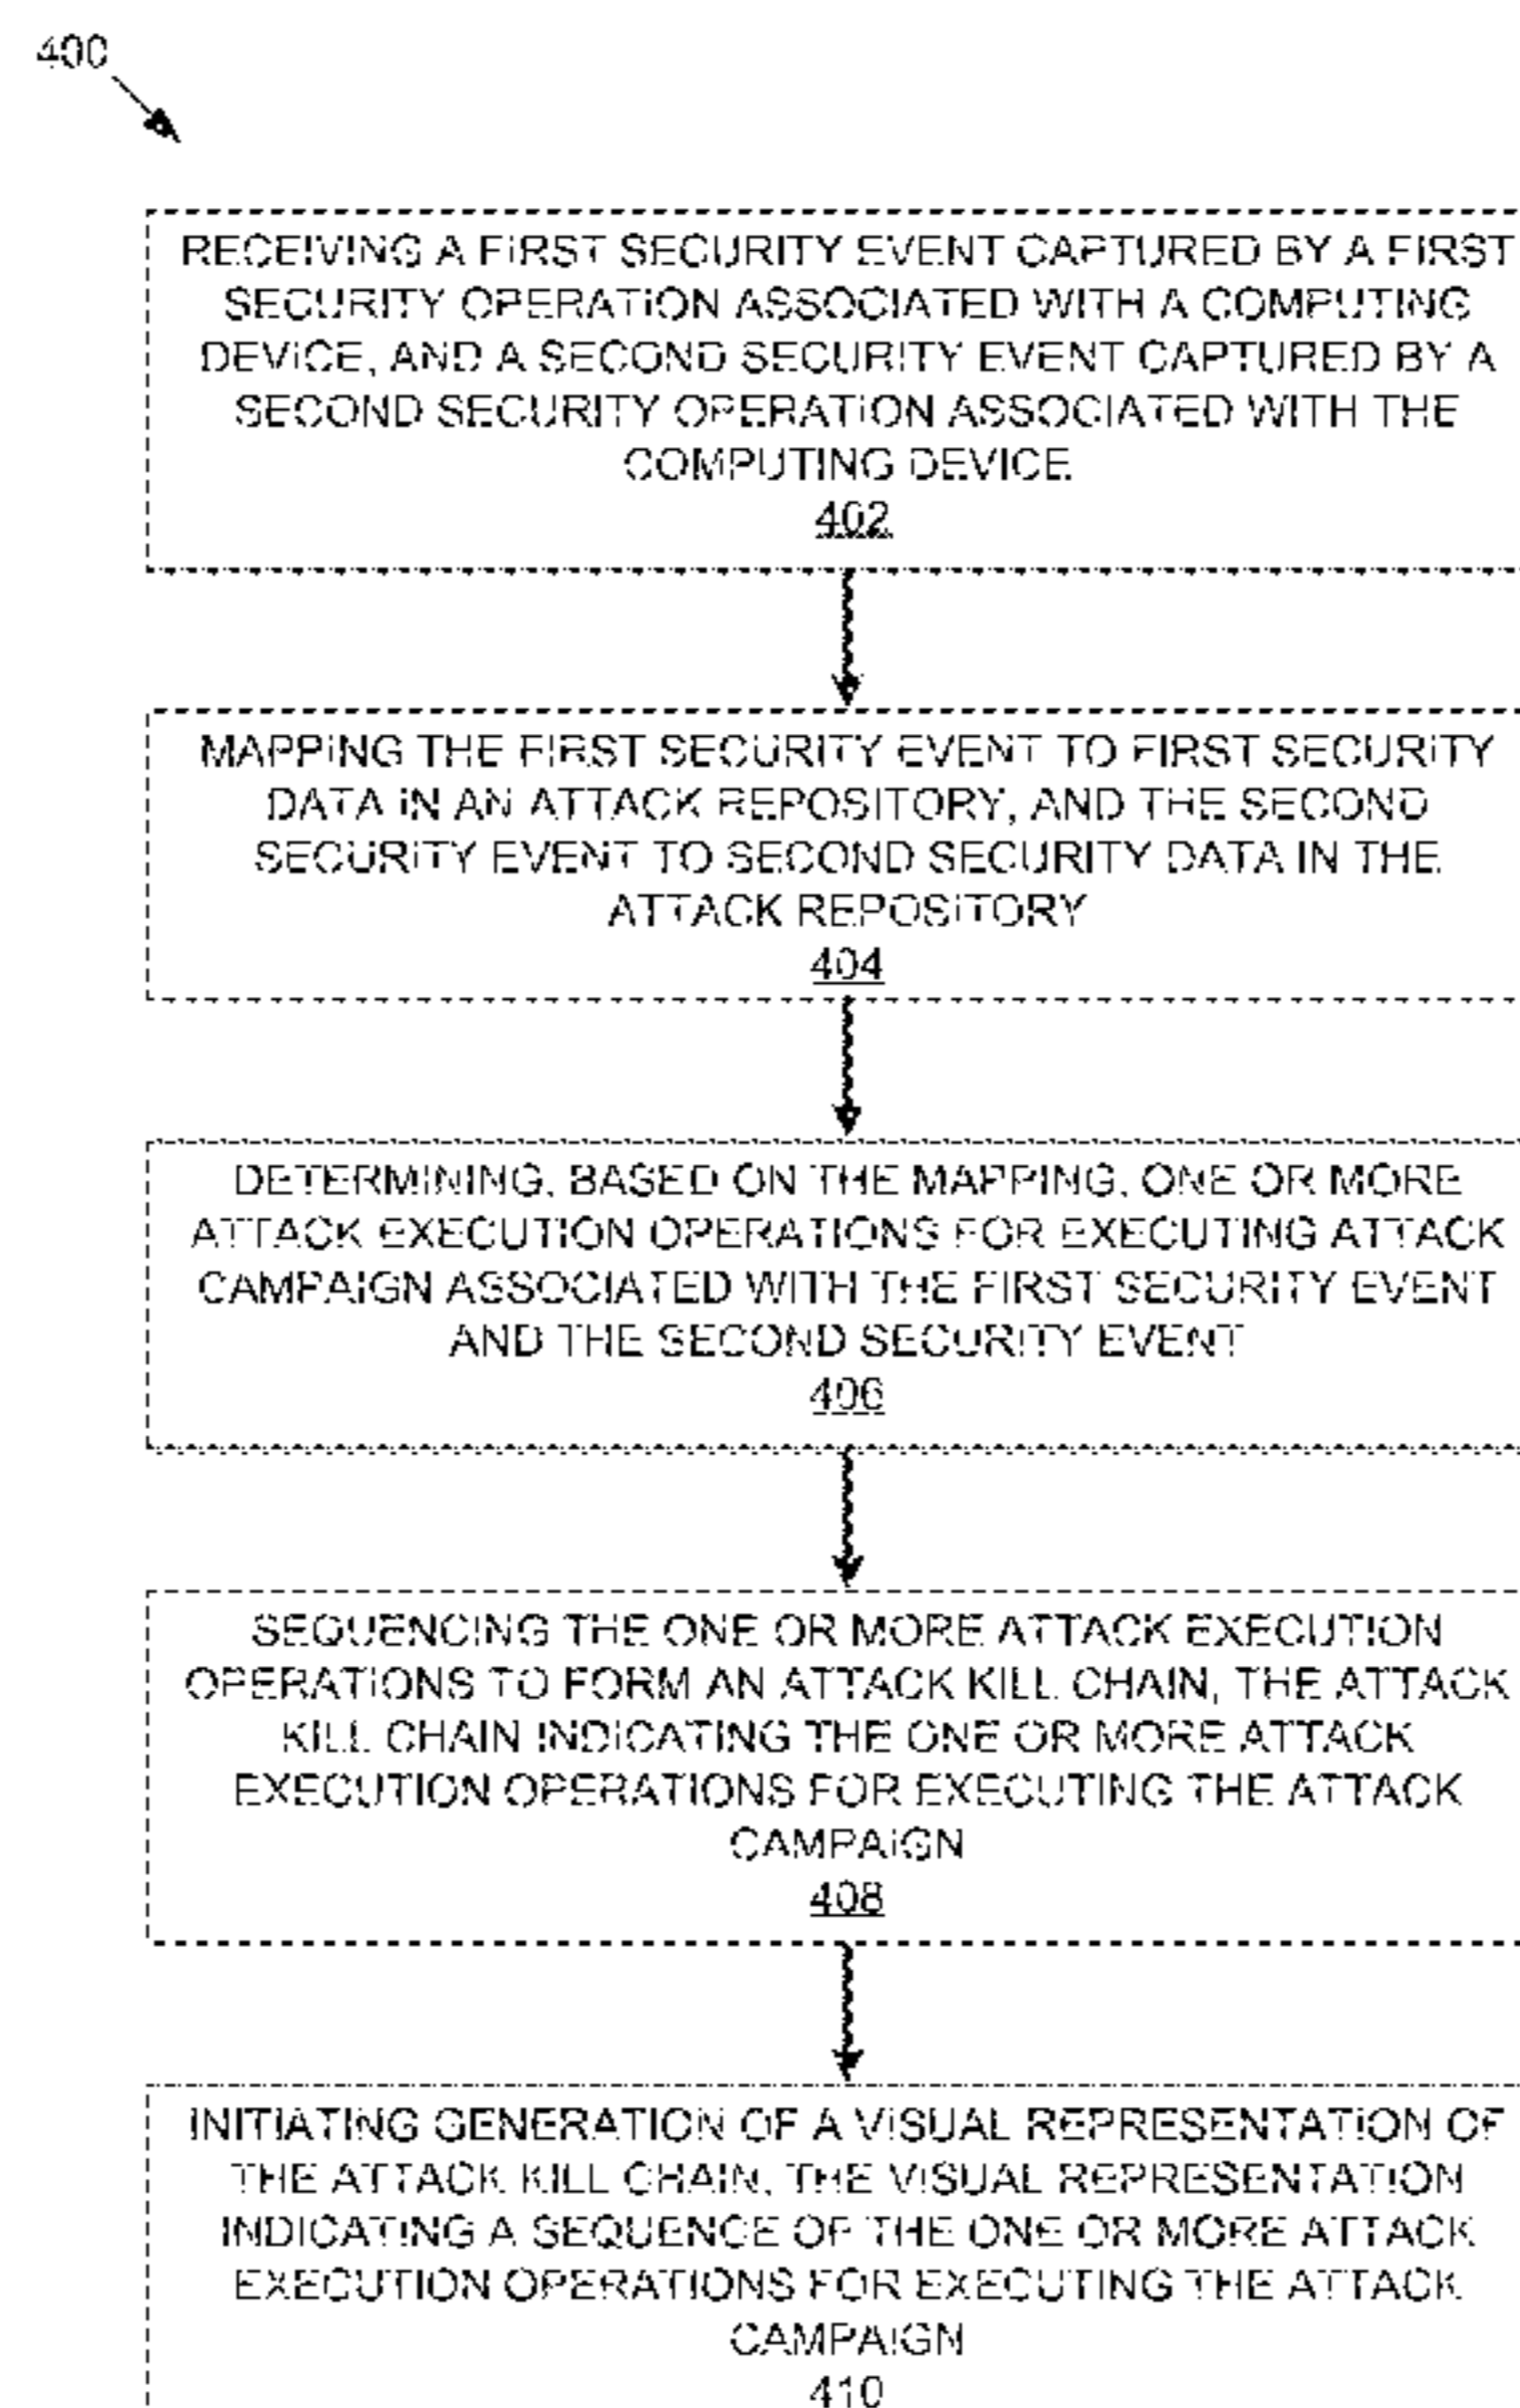 400
RECEIVING A FIRST SECURITY EVENT CAPTURED BY A FIRST
SECURITY OPERATION ASSOCIATED WITH A COMPUTING
DEVICE, AND A SECOND SECURITY EVENT CAPTURED BY A
SECOND SECURITY OPERATION ASSOCIATED WITH THE
COMPUTING DEVICE
402
MAPPING THE FIRST SECURITY EVENT TO FIRST SECURITY
DATA IN AN ATTACK REPOSITORY, AND THE SECOND
SECURITY EVENT TO SECOND SECURITY DATA IN THE
ATTACK REPOSITORY
404
DETERMINING, BASED ON THE MAPPING, ONE OR MORE
ATTACK EXECUTION OPERATIONS FOR EXECUTING ATTACK
CAMPAIGN ASSOCIATED WITH THE FIRST SECURITY EVENT
AND THE SECOND SECURITY EVENT
406
SEQUENCING THE ONE OR MORE ATTACK EXECUTION
OPERATIONS TO FORM AN ATTACK KILL CHAIN, THE ATTACK
KILL CHAIN INDICATING THE ONE OR MORE ATTACK
EXECUTION OPERATIONS FOR EXECUTING THE ATTACK
CAMPAIGN
408
INITIATING GENERATION OF A VISUAL REPRESENTATION OF
THE ATTACK KILL CHAIN, THE VISUAL REPRESENTATION
INDICATING A SEQUENCE OF THE ONE OR MORE ATTACK
EXECUTION OPERATIONS FOR EXECUTING THE ATTACK
CAMPAIGN
410